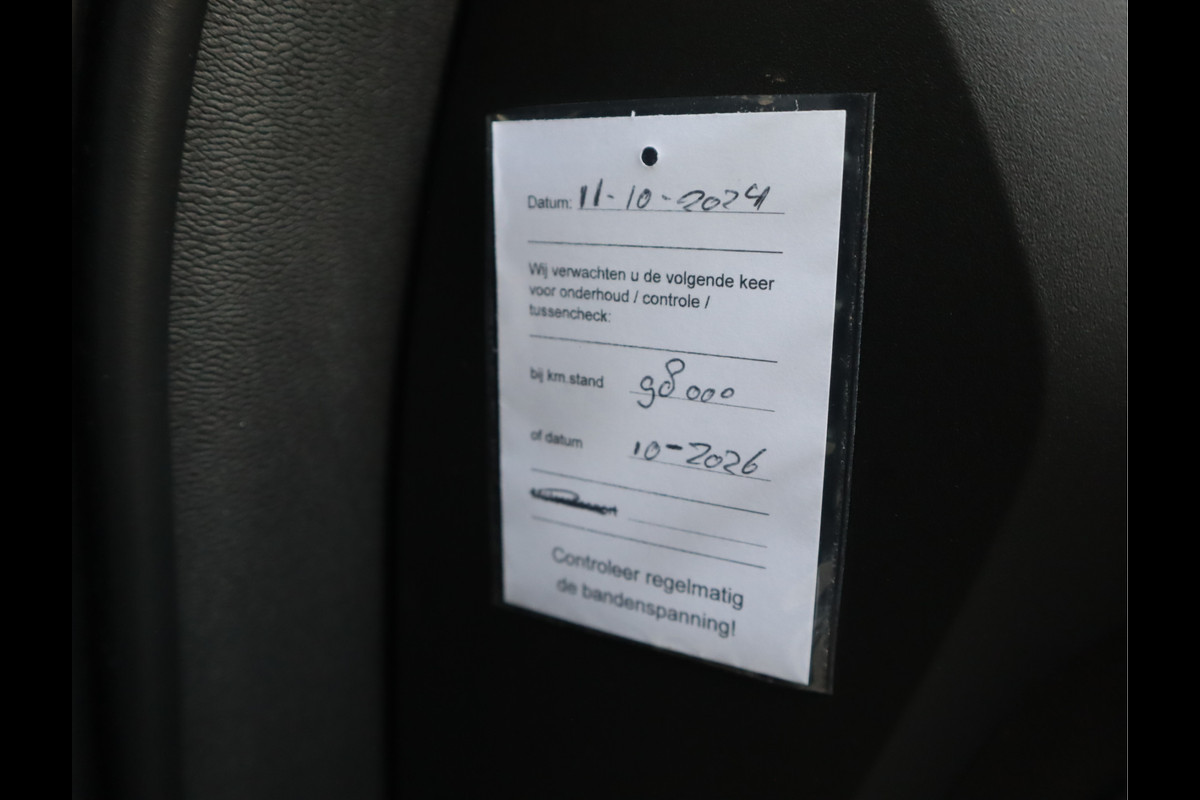 Datum: 11-10-2024
Wij verwachten u de volgende keer
voor onderhoud / controle /
tussencheck:
bij km.stand 98000
of datum 10-2026
Controleer regelmatig
de bandenspanning!